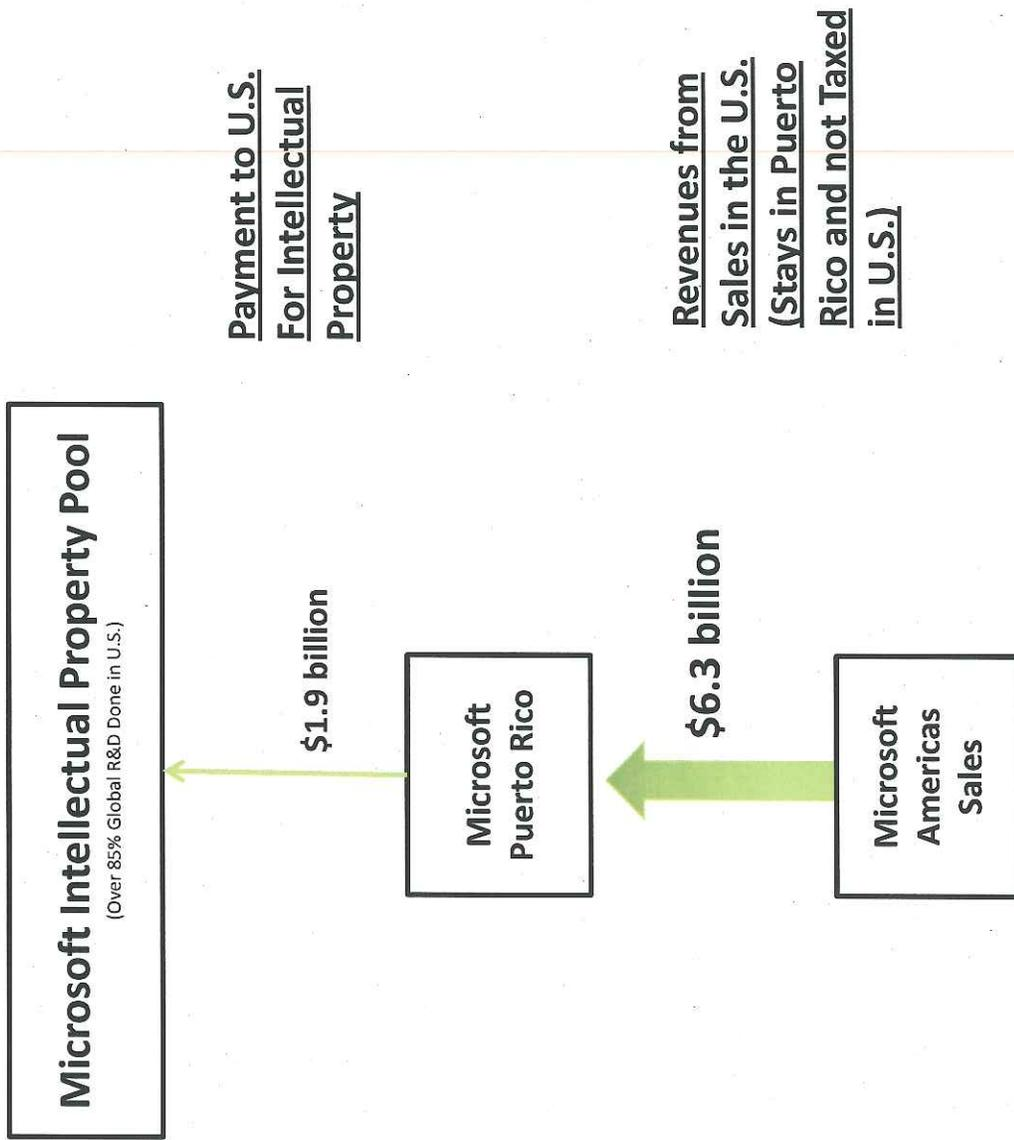 Microsoft Intellectual Property Pool
(Over 85% Global R&D Done in U.S.)
Payment to U.S.
For Intellectual
Property
$1.9 billion
Microsoft
Puerto Rico
$6.3 billion
Revenues from
Sales in the U.S.
(Stays in Puerto
Rico and not Taxed
in U.S.)
Microsoft
Americas
Sales